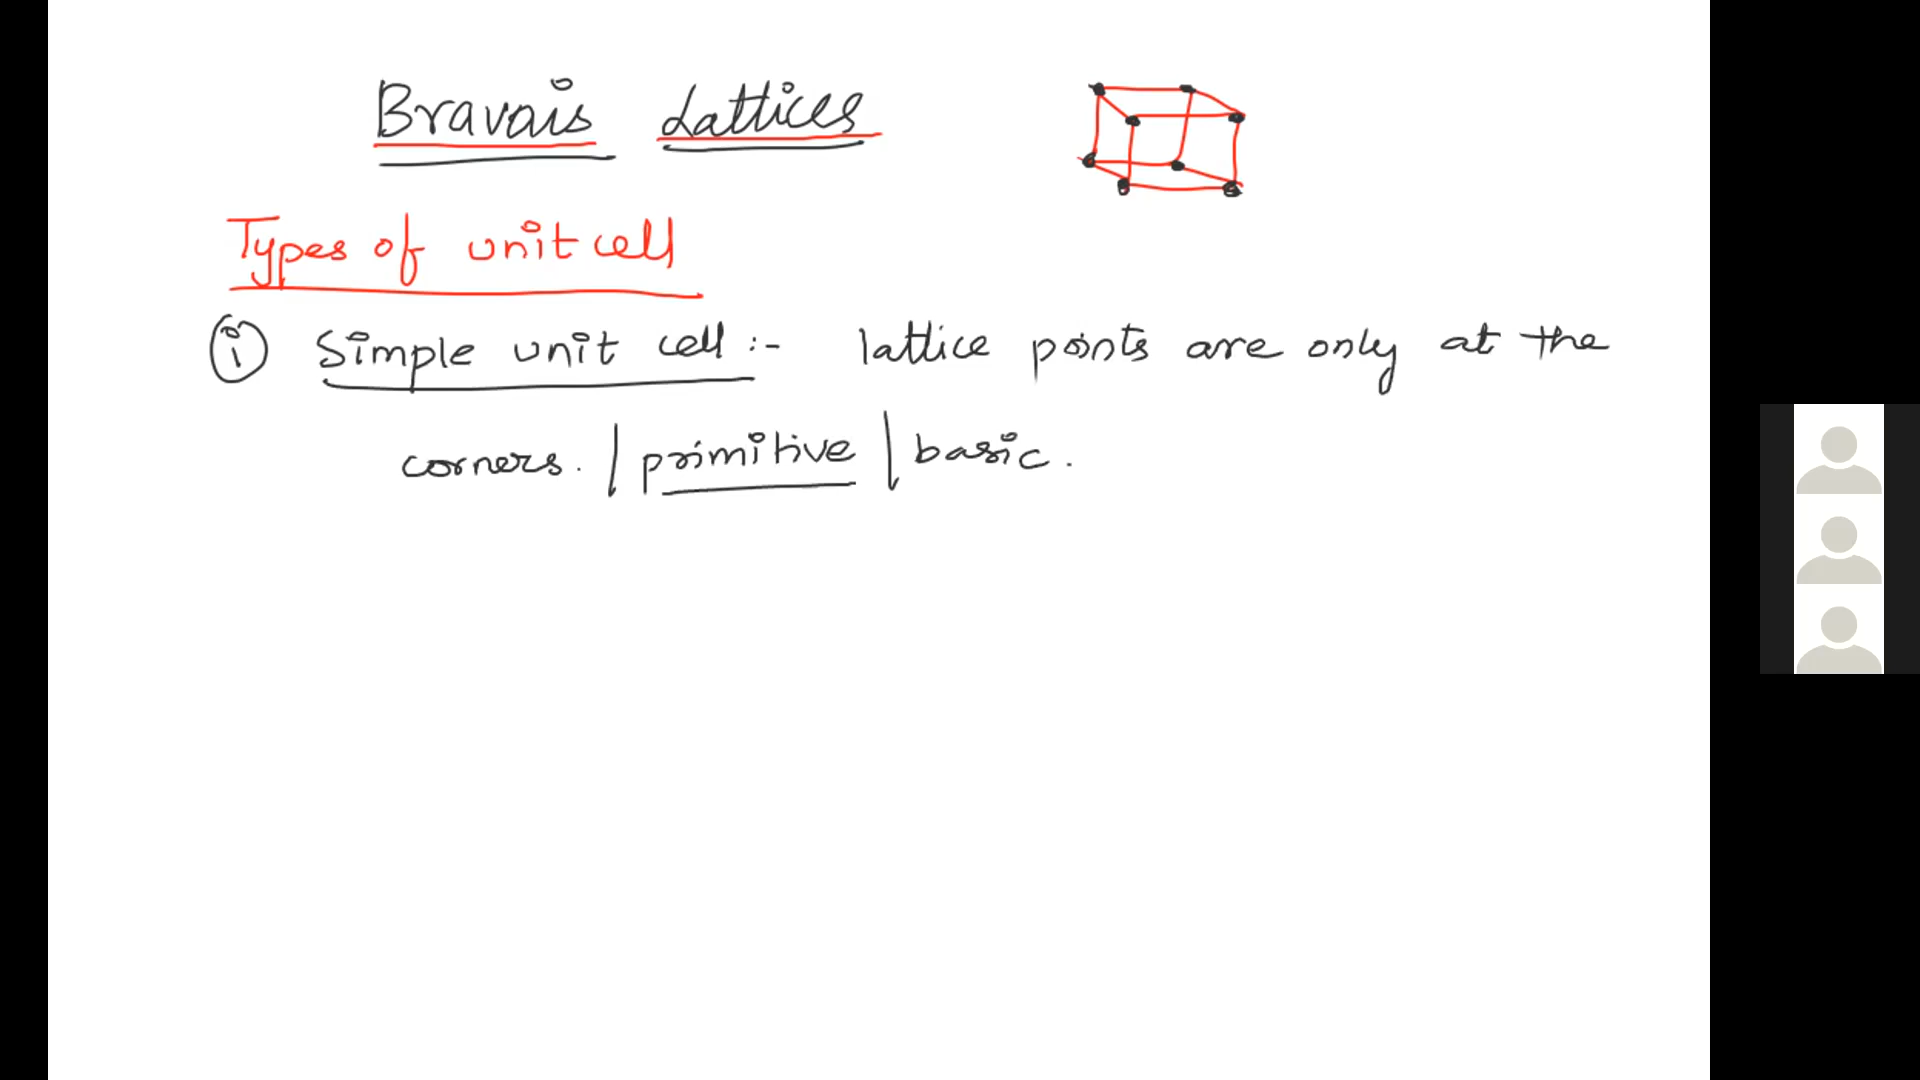 Bravais Lattices
Types of unit cell
(i) Simple unit cell :- lattice points are only at the
corners. | primitive | basic.